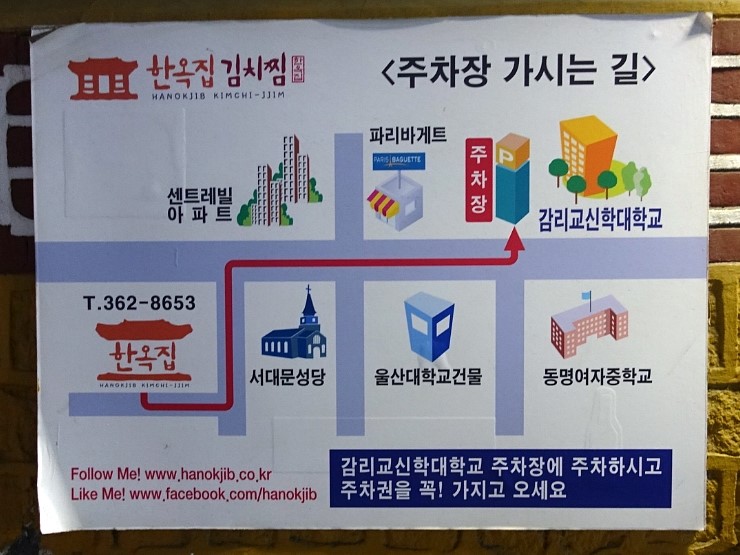 한옥집 김치찜
한옥집
HANOKJIB KIMCHI-JJIM
<주차장 가시는 길>
센트레빌
아파트
파리바게트
PARIS BAGUETTE
주차장
P
감리교신학대학교
T.362-8653
한옥집
HANOKJIB KIMCHI-JJIM
서대문성당
울산대학교건물
동명여자중학교
Follow Me! www.hanokjib.co.kr
Like Me! www.facebook.com/hanokjib
감리교신학대학교 주차장에 주차하시고
주차권을 꼭! 가지고 오세요